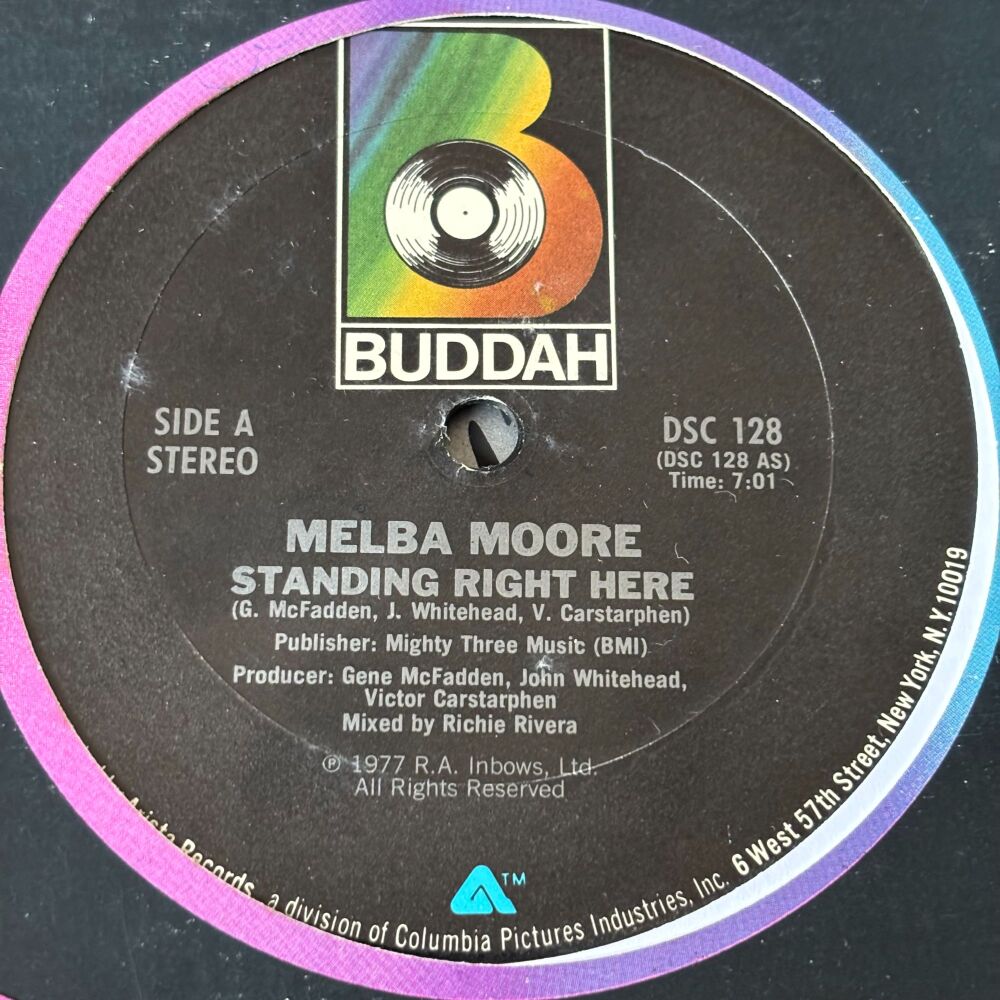 BUDDAH
SIDE A
STEREO
DSC 128
(DSC 128 AS)
Time: 7:01
MELBA MOORE
STANDING RIGHT HERE
(G. McFadden, J. Whitehead, V. Carstarphen)
Publisher: Mighty Three Music (BMI)
Producer: Gene McFadden, John Whitehead,
Victor Carstarphen
Mixed by Richie Rivera
℗ 1977 R.A. Inbows, Ltd.
All Rights Reserved
TM
Arista Records, a division of Columbia Pictures Industries, Inc. 6 West 57th Street, New York, N.Y. 10019